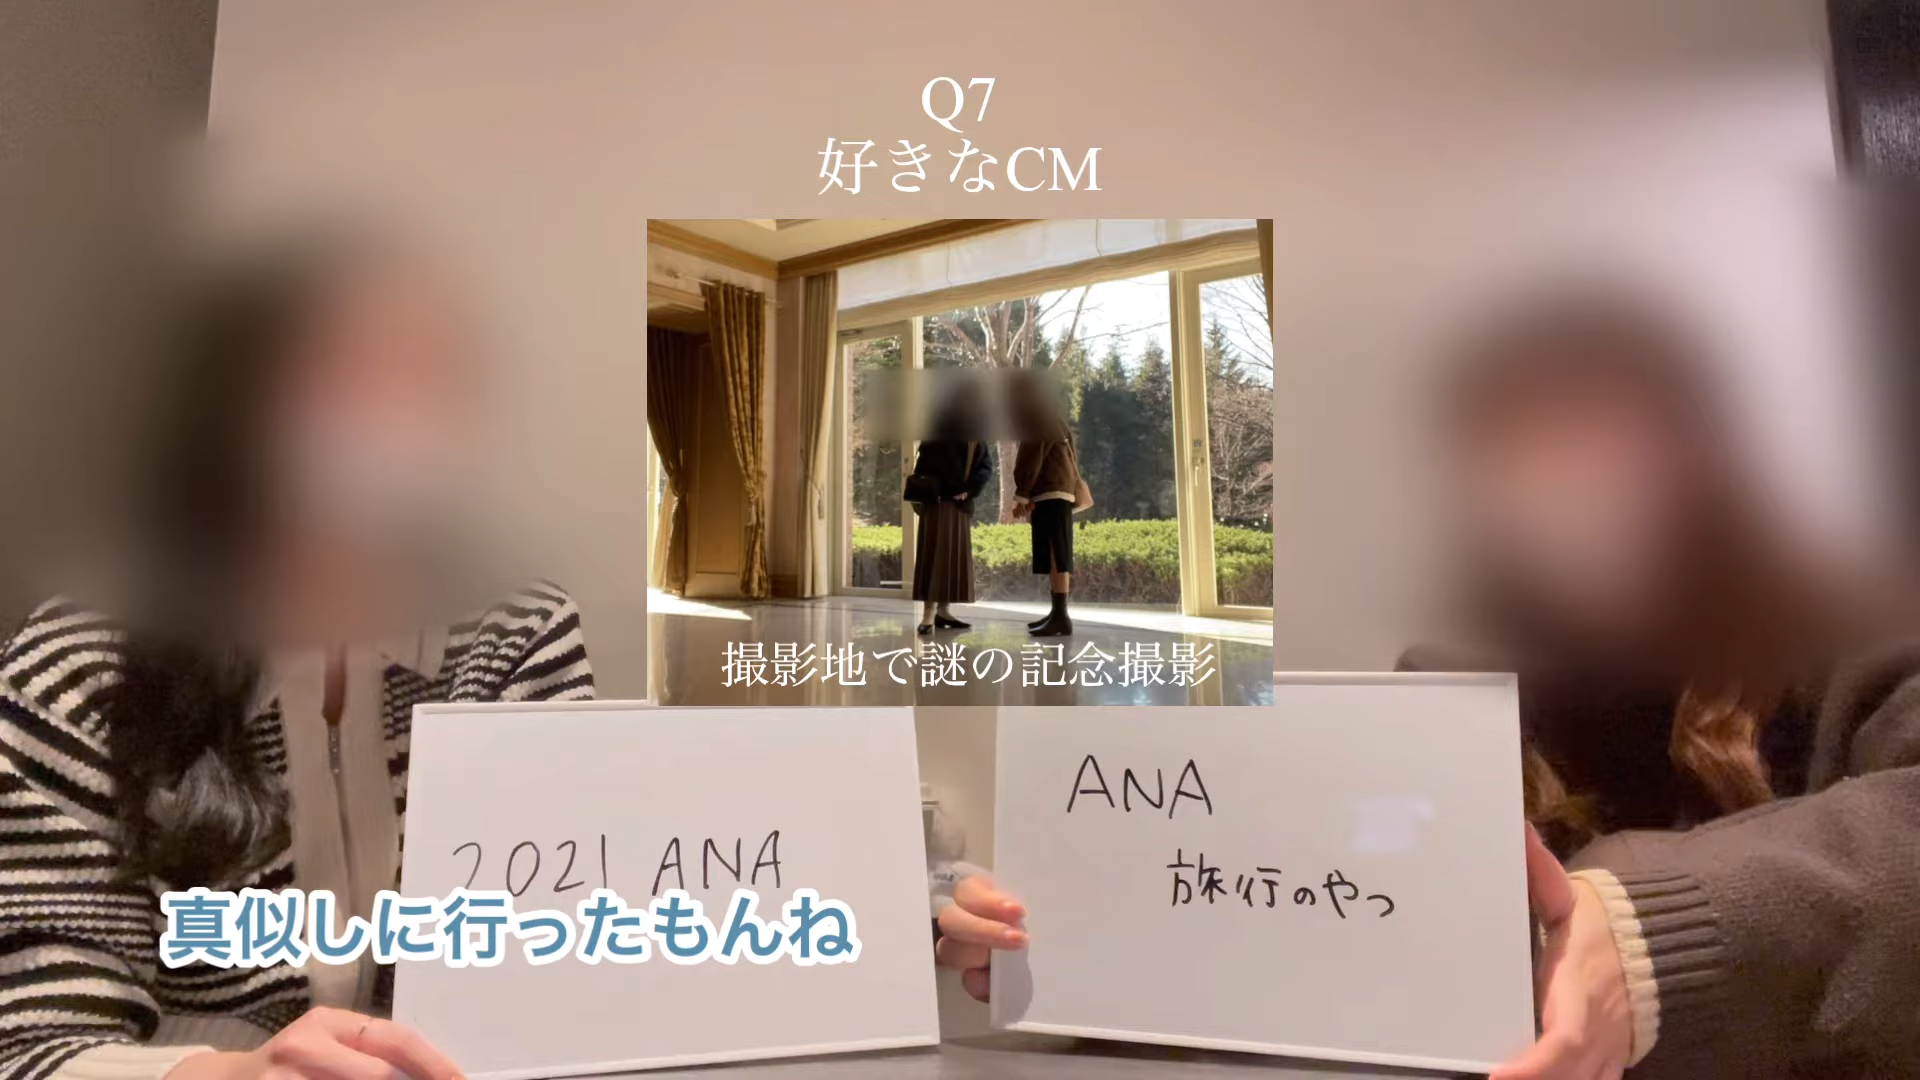 Q7
好きなCM
撮影地で謎の記念撮影
2021 ANA
ANA
旅行のやつ
真似しに行ったもんね